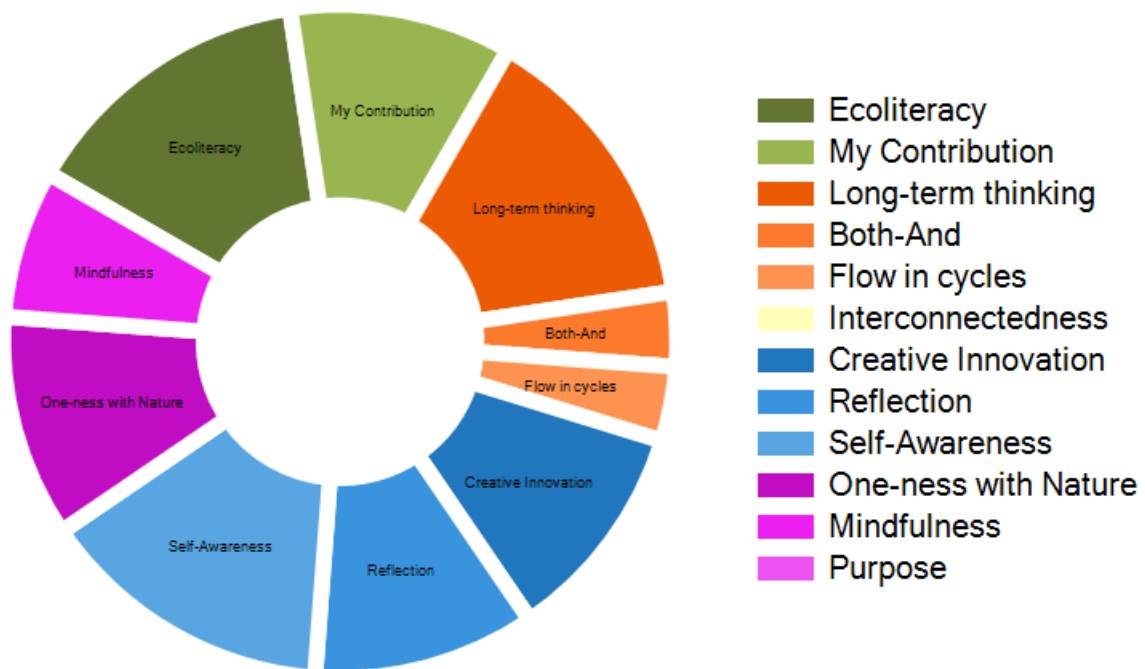 My Contribution
Ecoliteracy
Long-term thinking
Mindfulness
Both-And
Flow in cycles
One-ness with Nature
Creative Innovation
Self-Awareness
Reflection
Ecoliteracy
My Contribution
Long-term thinking
Both-And
Flow in cycles
Interconnectedness
Creative Innovation
Reflection
Self-Awareness
One-ness with Nature
Mindfulness
Purpose